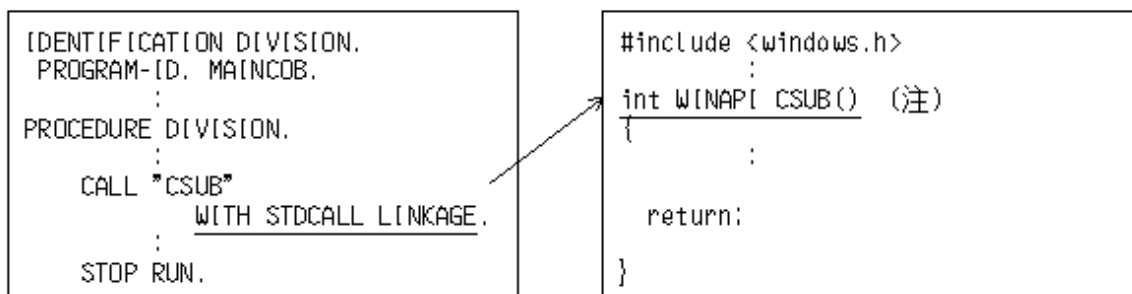 IDENTIFICATION DIVISION.
PROGRAM-ID. MAINCOB.
:
PROCEDURE DIVISION.
:
CALL "CSUB"
WITH STDCALL LINKAGE.
:
STOP RUN.
#include <windows.h>
:
int WINAPI CSUB() (注)
{
:
return;
}